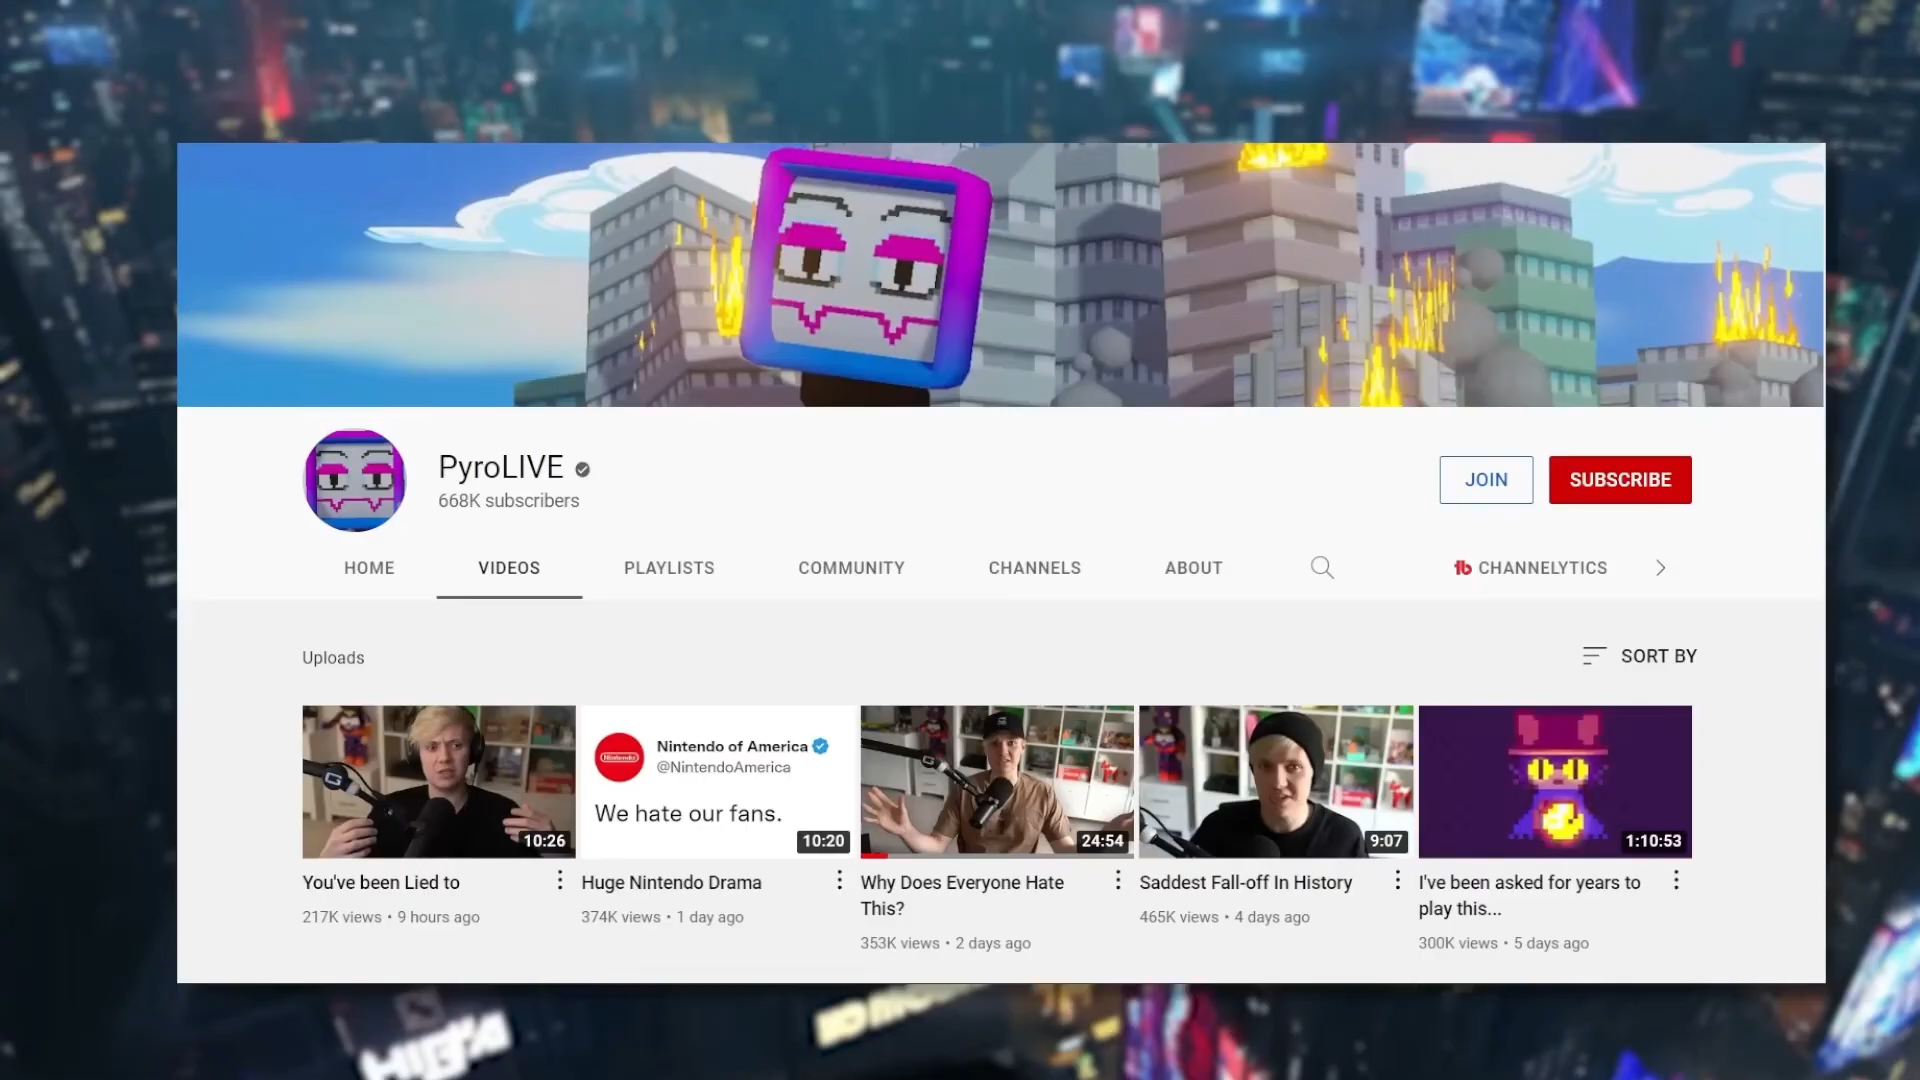 PyroLIVE
668K subscribers
JOIN
SUBSCRIBE
HOME
VIDEOS
PLAYLISTS
COMMUNITY
CHANNELS
ABOUT
CHANNELYTICS
Uploads
SORT BY
10:26
Nintendo
Nintendo of America
@NintendoAmerica
We hate our fans.
10:20
24:54
9:07
1:10:53
You've been Lied to
217K views • 9 hours ago
Huge Nintendo Drama
374K views • 1 day ago
Why Does Everyone Hate
This?
353K views • 2 days ago
Saddest Fall-off In History
465K views • 4 days ago
I've been asked for years to
play this...
300K views • 5 days ago